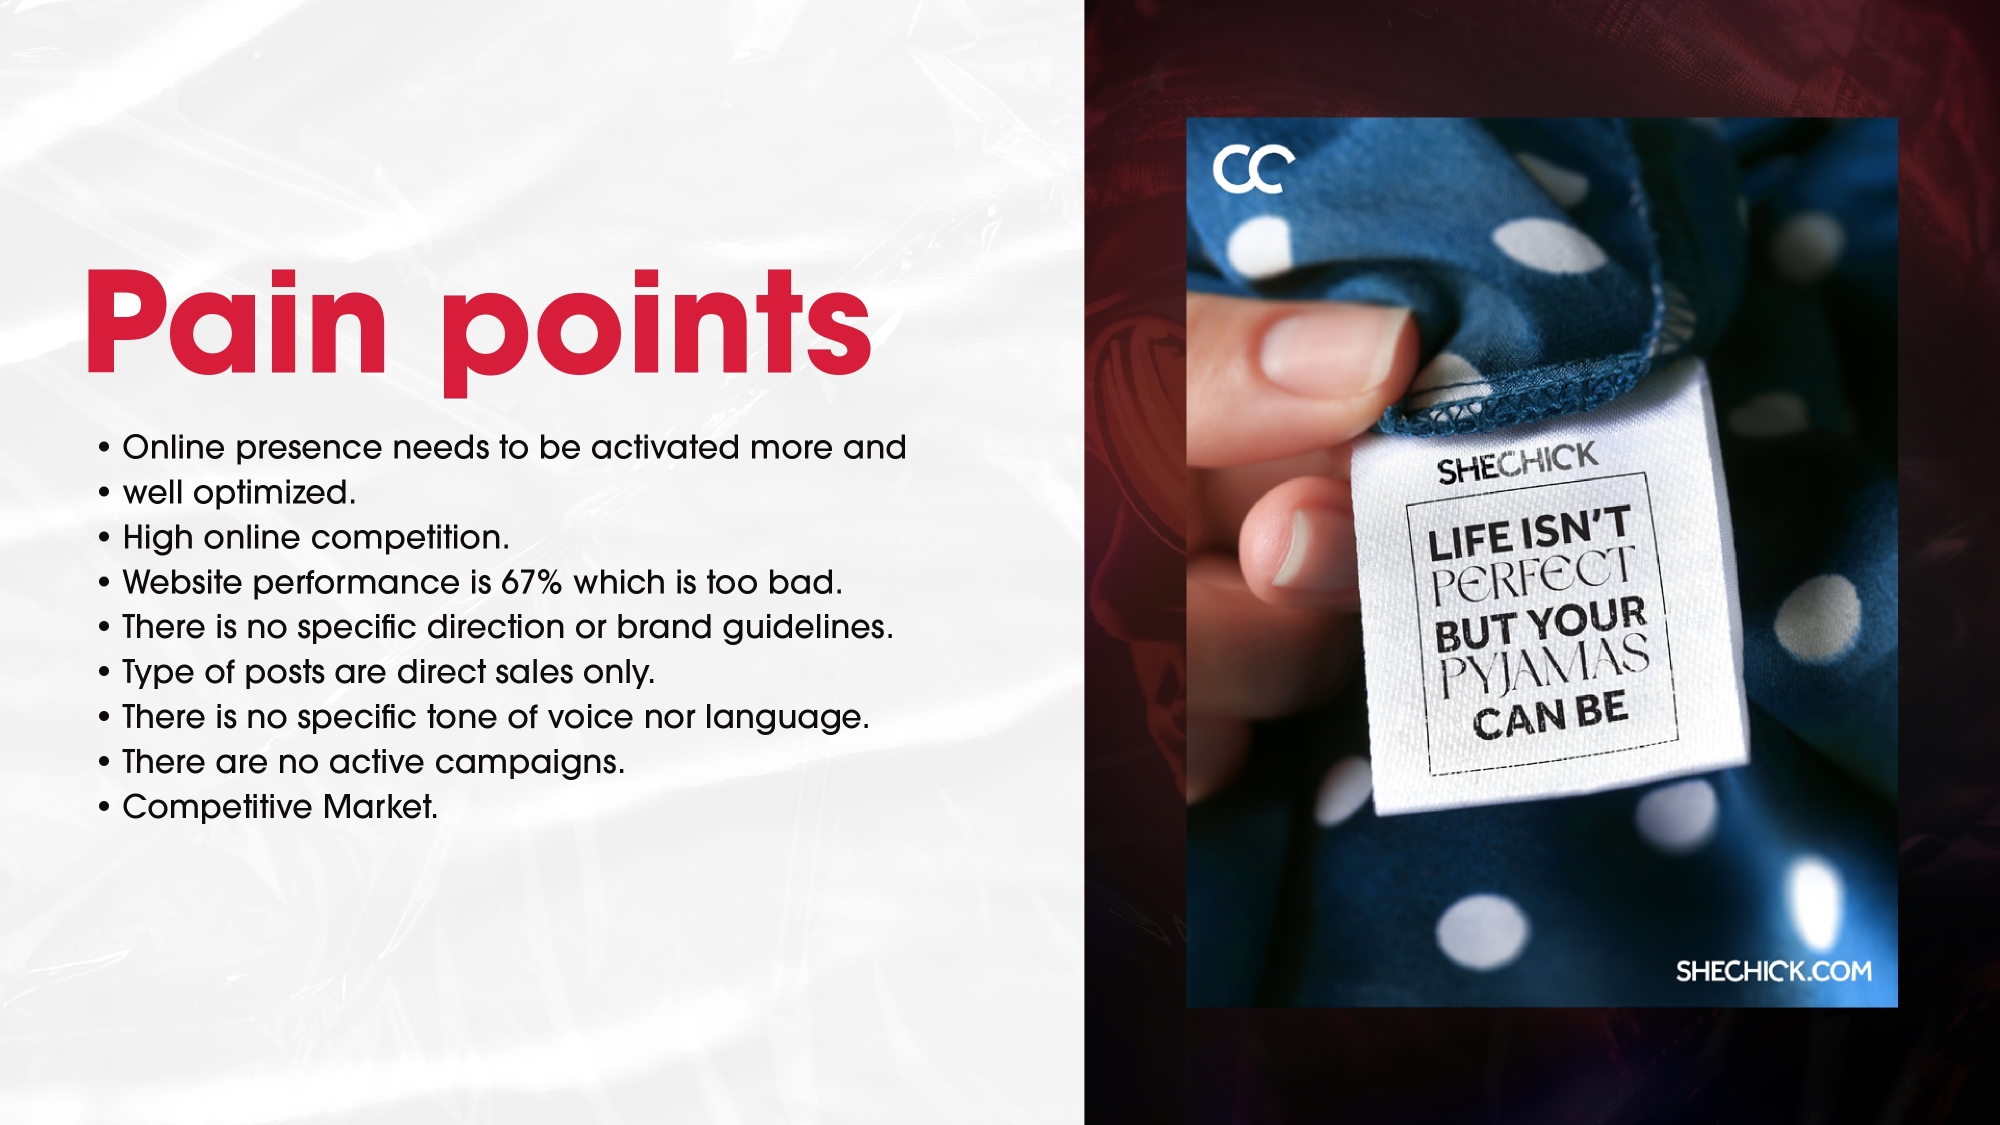 Pain points
• Online presence needs to be activated more and
• well optimized.
• High online competition.
• Website performance is 67% which is too bad.
• There is no specific direction or brand guidelines.
• Type of posts are direct sales only.
• There is no specific tone of voice nor language.
• There are no active campaigns.
• Competitive Market.
CC
SHECHICK
LIFE ISN'T
PERFECT
BUT YOUR
PYJAMAS
CAN BE
SHECHICK.COM